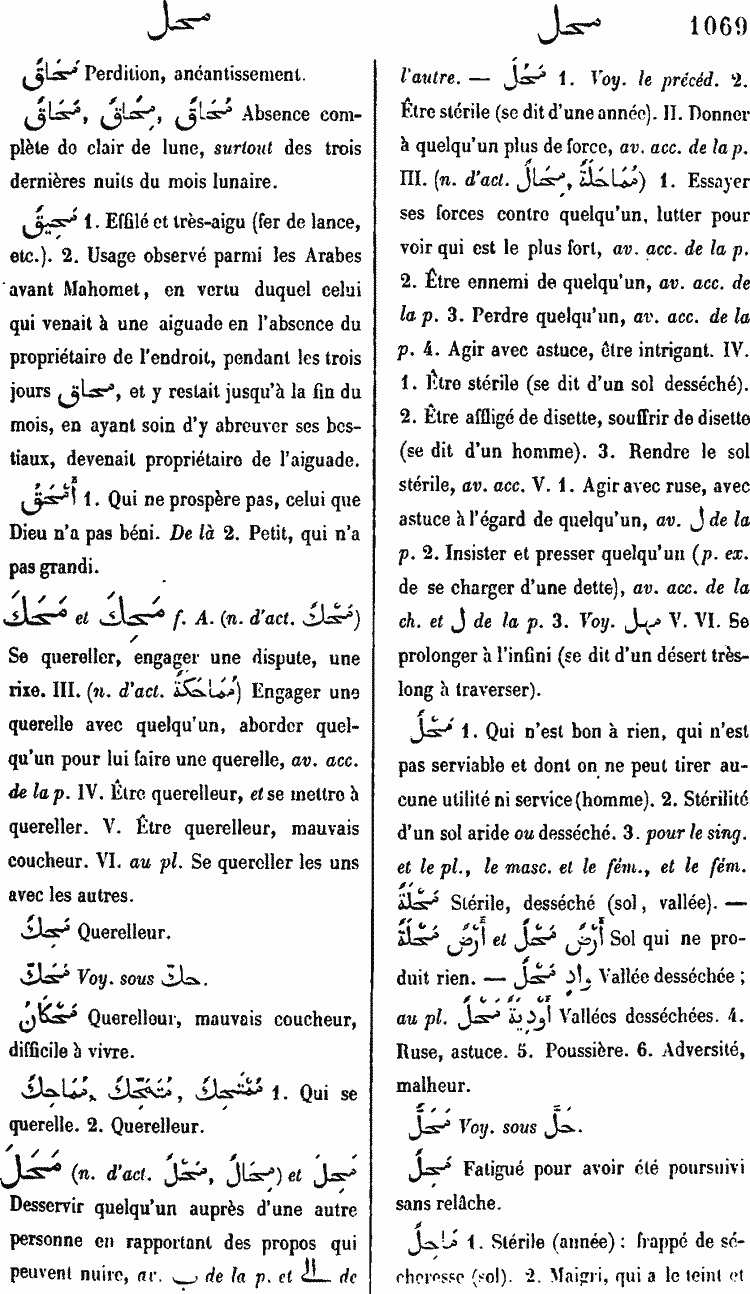 محل
محل 1069
مَحَاقٌ Perdition, anéantissement.
مُحَاقٌ, مِحَاقٌ, مَحَاقٌ Absence com-
plète de clair de lune, surtout des trois
dernières nuits du mois lunaire.
مَحِيقٌ 1. Effilé et très-aigu (fer de lance,
etc.). 2. Usage observé parmi les Arabes
avant Mahomet, en vertu duquel celui
qui venait à une aiguade en l'absence du
propriétaire de l'endroit, pendant les trois
jours محاق, et y restait jusqu'à la fin du
mois, en ayant soin d'y abreuver ses bes-
tiaux, devenait propriétaire de l'aiguade.
أَمْحَقُ 1. Qui ne prospère pas, celui que
Dieu n'a pas béni. De là 2. Petit, qui n'a
pas grandi.
مَحَكَ et مَحِكَ f. A. (n. d'act. مَحْكٌ)
Se quereller, engager une dispute, une
rixe. III. (n. d'act. مُمَاحَكَةٌ) Engager une
querelle avec quelqu'un, aborder quel-
qu'un pour lui faire une querelle, av. acc.
de la p. IV. Être querelleur, et se mettre à
quereller. V. Être querelleur, mauvais
coucheur. VI. au pl. Se quereller les uns
avec les autres.
مَحِكٌ Querelleur.
مَحَكٌّ Voy. sous حكّ.
مَحْكَانُ Querelleur, mauvais coucheur,
difficile à vivre.
مُمَاحِكٌ, مُتَمَحِّكٌ, مُمْتَحِكٌ 1. Qui se
querelle. 2. Querelleur.
مَحَلَ (n. d'act. مَحْلٌ, مِحَالٌ) et مَحِلَ
Desservir quelqu'un auprès d'une autre
personne en rapportant des propos qui
peuvent nuire, av. ب de la p. et الى de
l'autre. — مَحُلَ 1. Voy. le précéd. 2.
Être stérile (se dit d'une année). II. Donner
à quelqu'un plus de force, av. acc. de la p.
III. (n. d'act. مُمَاحَلَةٌ, مِحَالٌ) 1. Essayer
ses forces contre quelqu'un, lutter pour
voir qui est le plus fort, av. acc. de la p.
2. Être ennemi de quelqu'un, av. acc. de
la p. 3. Perdre quelqu'un, av. acc. de la
p. 4. Agir avec astuce, être intrigant. IV.
1. Être stérile (se dit d'un sol desséché).
2. Être affligé de disette, souffrir de disette
(se dit d'un homme). 3. Rendre le sol
stérile, av. acc. V. 1. Agir avec ruse, avec
astuce à l'égard de quelqu'un, av. ل de la
p. 2. Insister et presser quelqu'un (p. ex.
de se charger d'une dette), av. acc. de la
ch. et ل de la p. 3. Voy. مهل V. VI. Se
prolonger à l'infini (se dit d'un désert très-
long à traverser).
مَحْلٌ 1. Qui n'est bon à rien, qui n'est
pas serviable et dont on ne peut tirer au-
cune utilité ni service (homme). 2. Stérilité
d'un sol aride ou desséché. 3. pour le sing.
et le pl., le masc. et le fém., et le fém.
مَحْلَةٌ Stérile, desséché (sol, vallée). —
أَرْضٌ مَحْلٌ et أَرْضٌ مَحْلَةٌ Sol qui ne pro-
duit rien. — وادٍ مَحْلٌ Vallée desséchée ;
au pl. أَوْدِيَةٌ مَحْلٌ Vallées desséchées. 4.
Ruse, astuce. 5. Poussière. 6. Adversité,
malheur.
مَحَلٌّ Voy. sous حَلَّ.
مَحِلٌ Fatigué pour avoir été poursuivi
sans relâche.
مَاحِلٌ 1. Stérile (année) : frappé de sé-
cheresse (sol). 2. Maigri, qui a le teint et